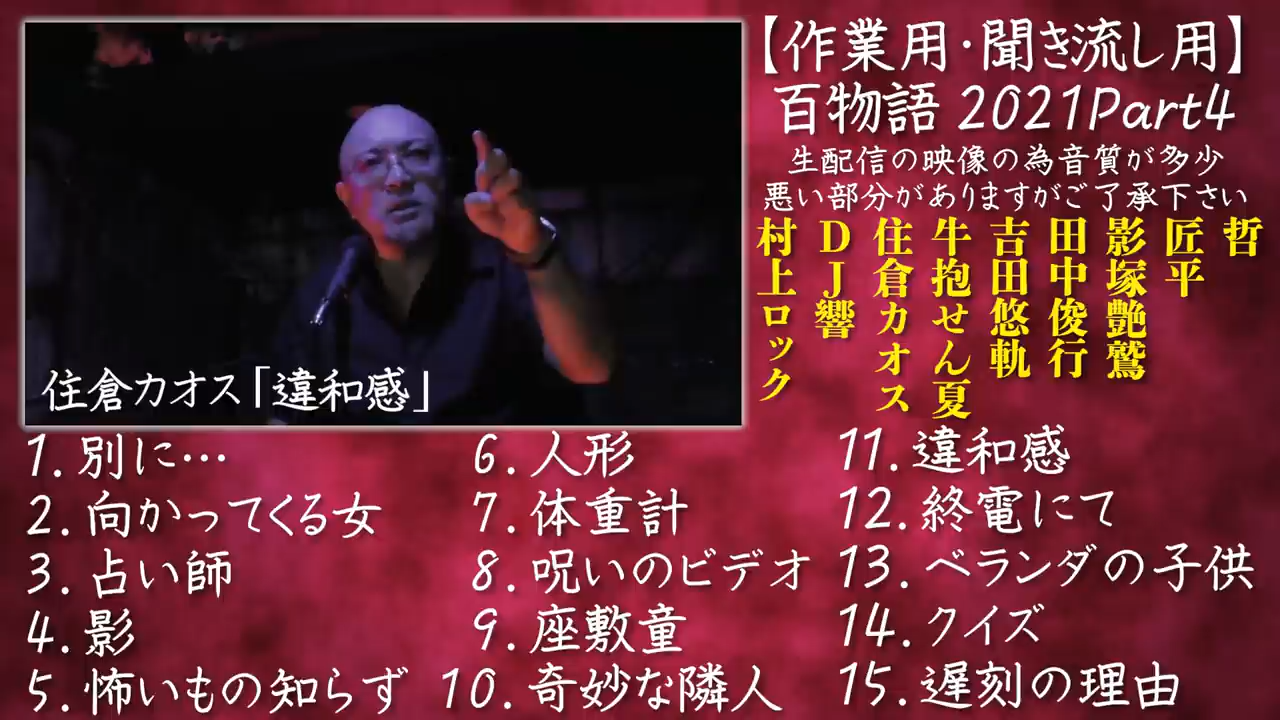 【作業用・聞き流し用】
百物語 2021Part4
生配信の映像の為音質が多少
悪い部分がありますがご了承下さい
哲
匠平
影塚艶鷲
田中俊行
吉田悠軌
牛抱せん夏
住倉カオス
DJ響
村上ロック
住倉カオス「違和感」
1. 別に…
2. 向かってくる女
3. 占い師
4. 影
5. 怖いもの知らず
6. 人形
7. 体重計
8. 呪いのビデオ
9. 座敷童
10. 奇妙な隣人
11. 違和感
12. 終電にて
13. ベランダの子供
14. クイズ
15. 遅刻の理由